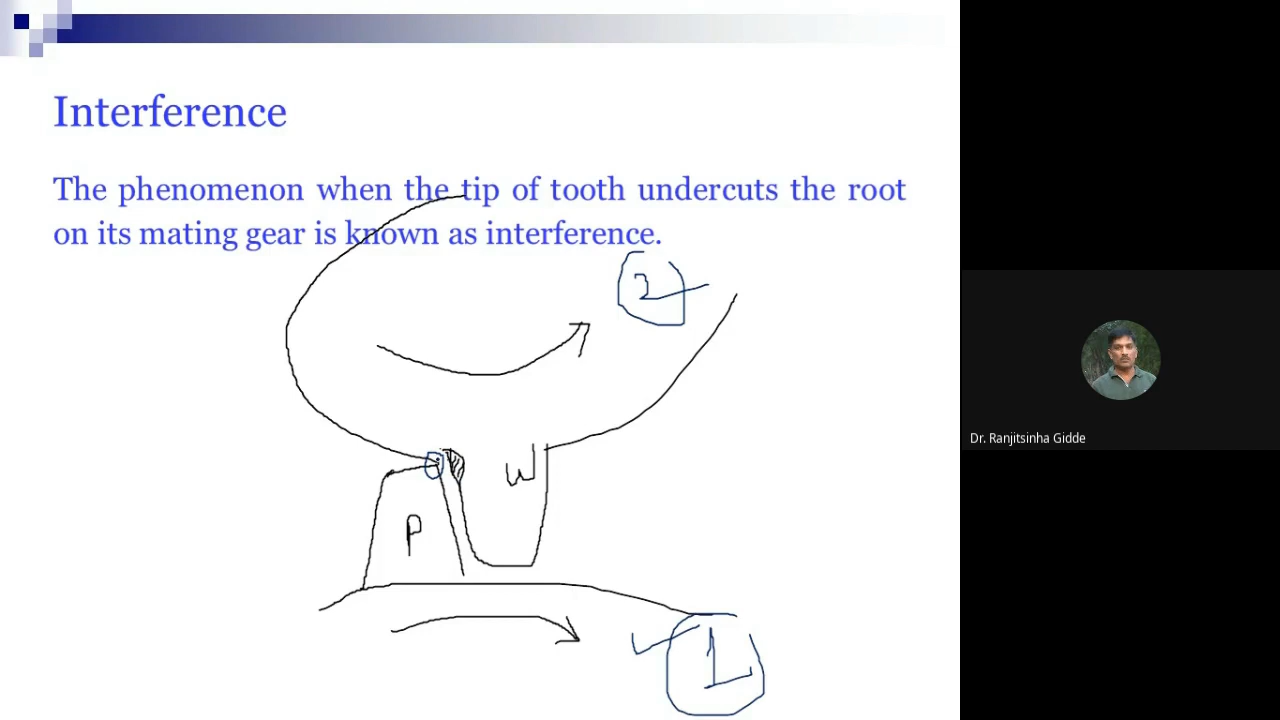 Interference
The phenomenon when the tip of tooth undercuts the root
on its mating gear is known as interference.
2
W
P
1
Dr. Ranjitsinha Gidde